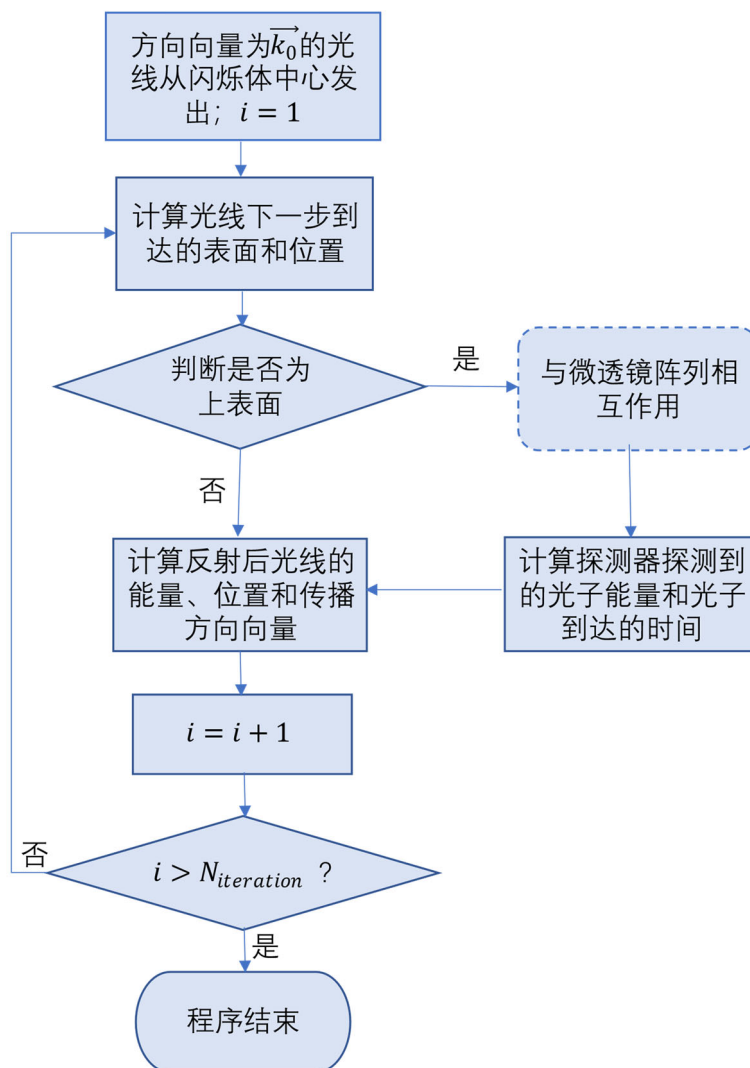 方向向量为$\overrightarrow{k_0}$的光
线从闪烁体中心发
出；$i = 1$
计算光线下一步到
达的表面和位置
判断是否为
上表面
是
与微透镜阵列相
互作用
否
计算反射后光线的
能量、位置和传播
方向向量
计算探测器探测到
的光子能量和光子
到达的时间
$i = i + 1$
否
$i > N_{iteration}$ ？
是
程序结束